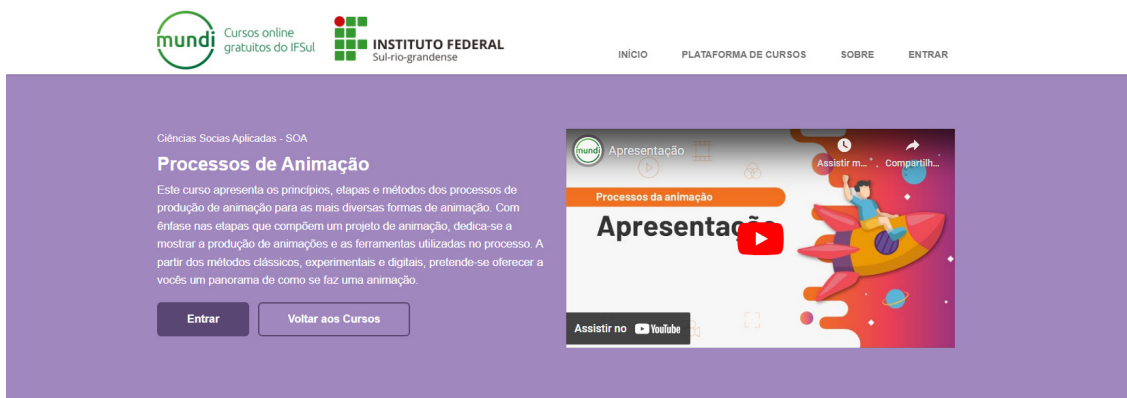 mundi
Cursos online
gratuitos do IFSul
INSTITUTO FEDERAL
Sul-rio-grandense
INÍCIO
PLATAFORMA DE CURSOS
SOBRE
ENTRAR
Ciências Socias Aplicadas - SOA
Processos de Animação
Este curso apresenta os princípios, etapas e métodos dos processos de
produção de animação para as mais diversas formas de animação. Com
ênfase nas etapas que compõem um projeto de animação, dedica-se a
mostrar a produção de animações e as ferramentas utilizadas no processo. A
partir dos métodos clássicos, experimentais e digitais, pretende-se oferecer a
vocês um panorama de como se faz uma animação.
Entrar
Voltar aos Cursos
mundi
Apresentação
Assistir m...
Compartilh...
Processos da animação
Apresentação
Assistir no YouTube